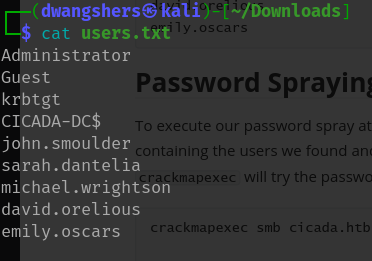 david.orelious
(dwangshers㉿kali)-[~/Downloads]
$ cat users.txt
emily.oscars
Administrator
Guest
Password Spraying
krbtgt
CICADA-DC$
To execute our password spray at
john.smoulder
containing the users we found and
sarah.dantelia
crackmapexec will try the passwo
michael.wrightson
david.orelious
emily.oscars
crackmapexec smb cicada.htb